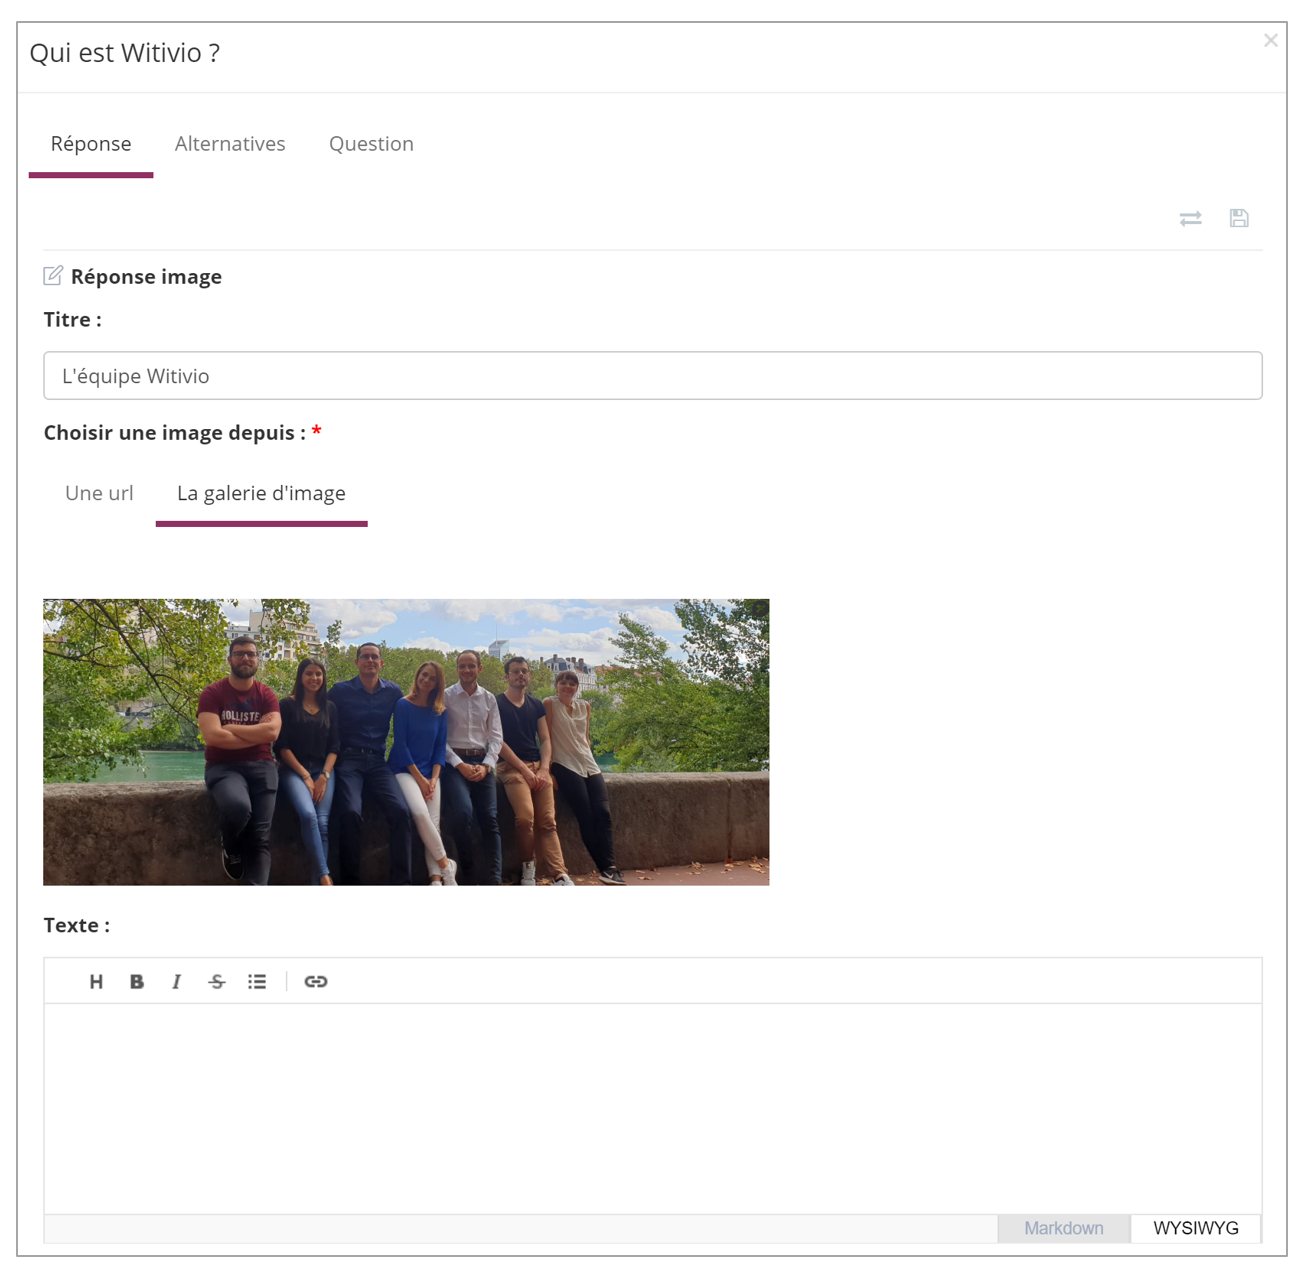 Qui est Witivio ?
Réponse Alternatives Question
Réponse image
Titre :
L'équipe Witivio
Choisir une image depuis : *
Une url La galerie d'image
HOLLISTE
Texte :
H B I S
Markdown WYSIWYG